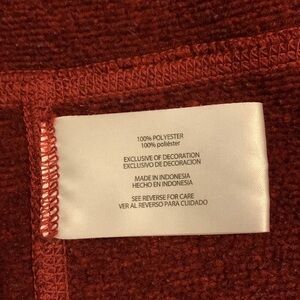 100% POLYESTER
100% poliéster
EXCLUSIVE OF DECORATION
EXCLUSIVO DE DECORACION
MADE IN INDONESIA
HECHO EN INDONESIA
SEE REVERSE FOR CARE
VER AL REVERSO PARA CUIDADO